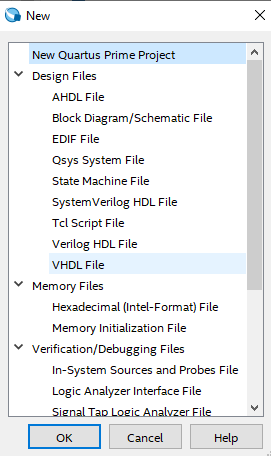 New
New Quartus Prime Project
Design Files
AHDL File
Block Diagram/Schematic File
EDIF File
Qsys System File
State Machine File
SystemVerilog HDL File
Tcl Script File
Verilog HDL File
VHDL File
Memory Files
Hexadecimal (Intel-Format) File
Memory Initialization File
Verification/Debugging Files
In-System Sources and Probes File
Logic Analyzer Interface File
Signal Tap Logic Analyzer File
OK
Cancel
Help